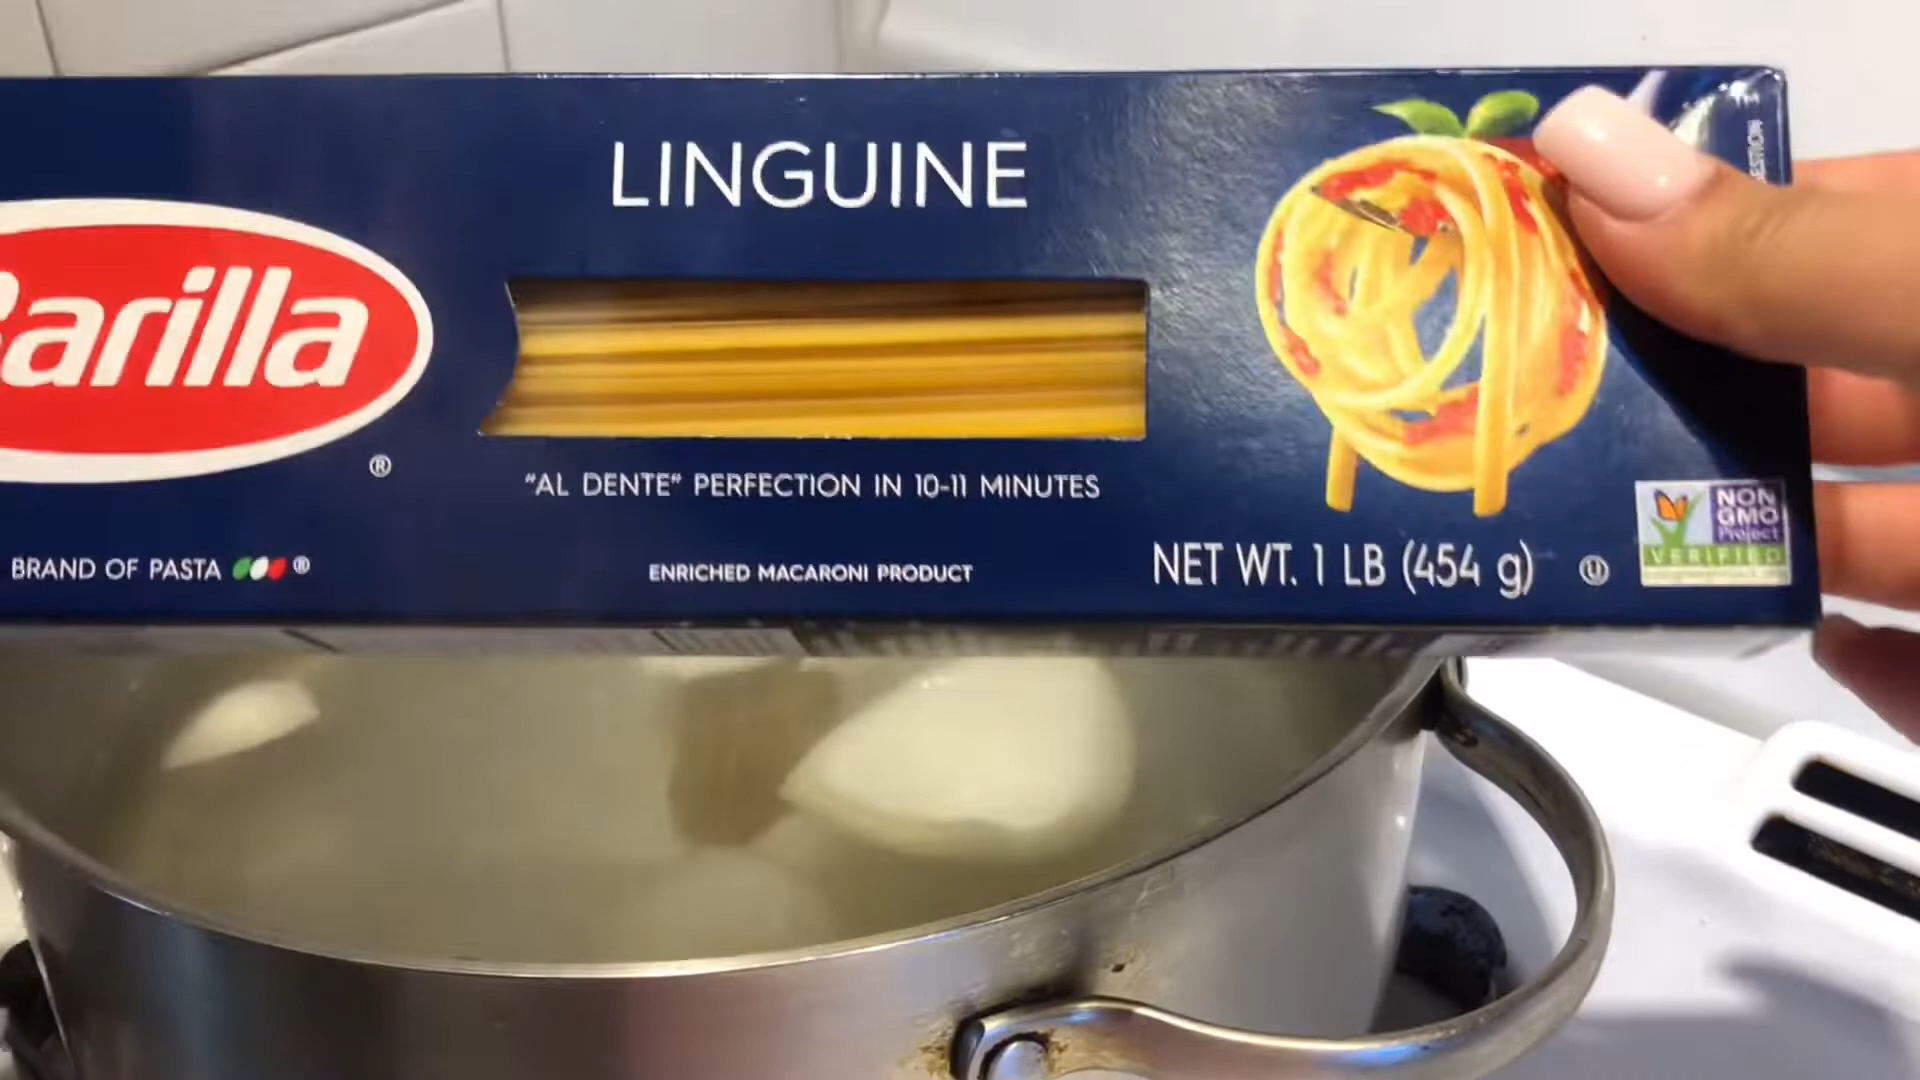 LINGUINE
Barilla
®
"AL DENTE" PERFECTION IN 10-11 MINUTES
BRAND OF PASTA ®
ENRICHED MACARONI PRODUCT
NET WT. 1 LB (454 g)
U
NON
GMO
Project
VERIFIED